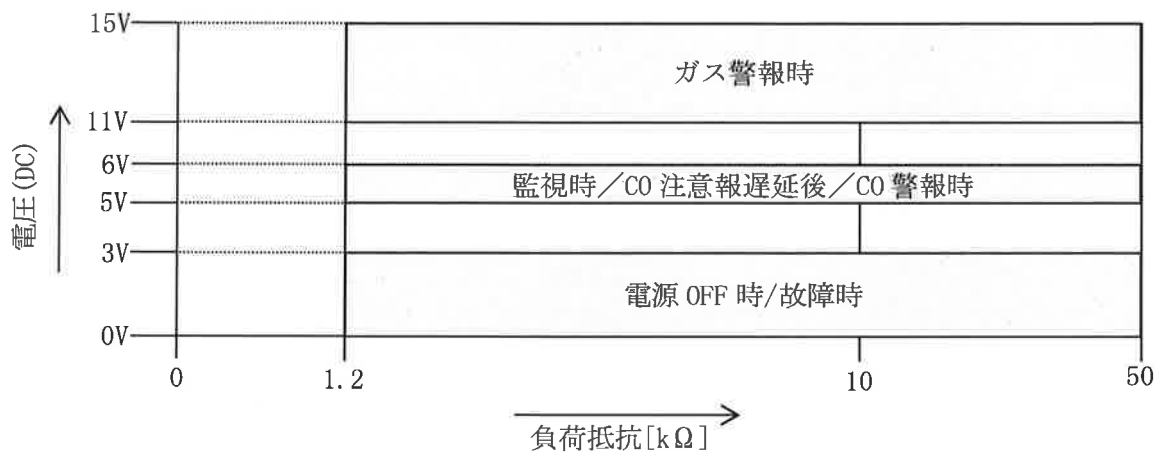 15V
ガス警報時
11V
6V
監視時／CO 注意報遅延後／CO 警報時
5V
3V
電源 OFF 時/故障時
0V
電圧(DC)
0
1.2
10
50
負荷抵抗[kΩ]